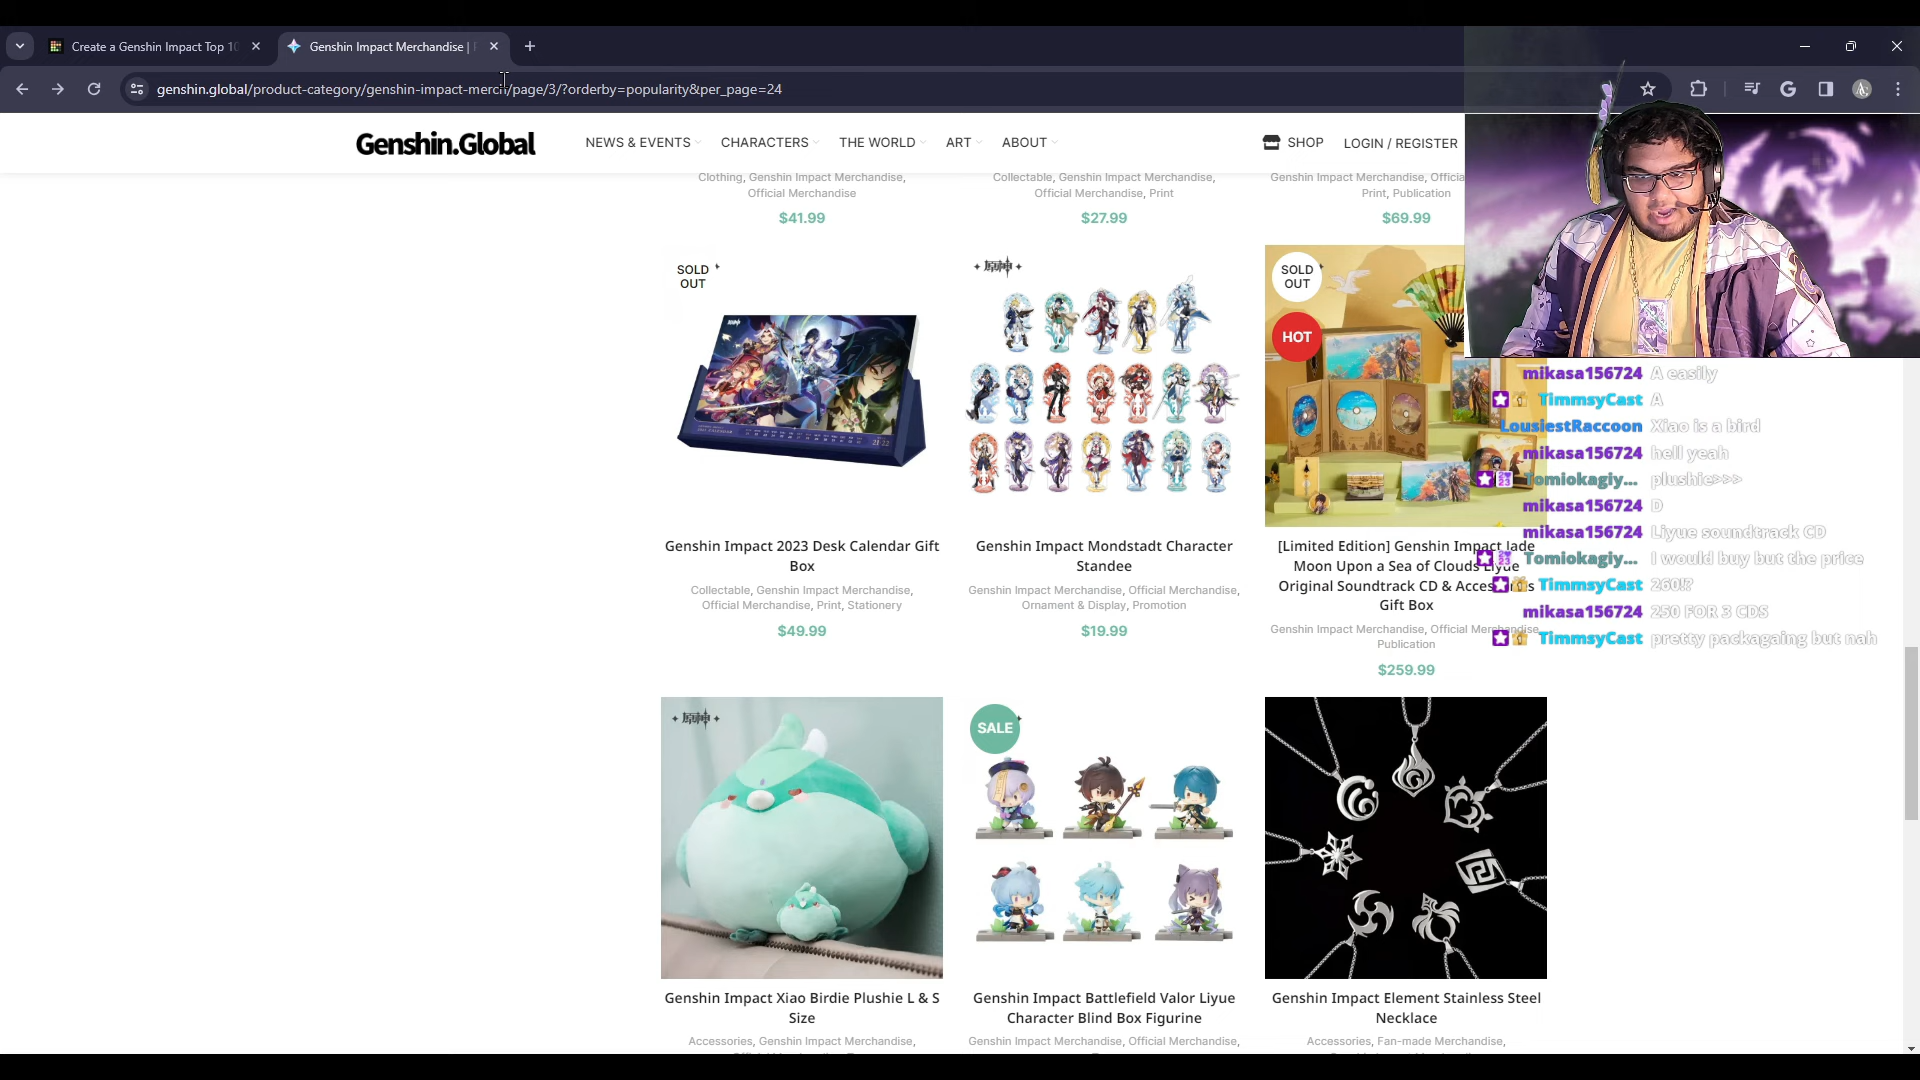 Create a Genshin Impact Top 10
Genshin Impact Merchandise |
genshin.global/product-category/genshin-impact-merch/page/3/?orderby=popularity&per_page=24
Genshin.Global
NEWS & EVENTS
CHARACTERS
THE WORLD
ART
ABOUT
SHOP
LOGIN / REGISTER
Clothing, Genshin Impact Merchandise,
Official Merchandise
$41.99
Collectable, Genshin Impact Merchandise,
Official Merchandise, Print
$27.99
Genshin Impact Merchandise,
Print, Publication
$69.99
SOLD
OUT
原神
SOLD
OUT
HOT
Genshin Impact 2023 Desk Calendar Gift
Box
Collectable, Genshin Impact Merchandise,
Official Merchandise, Print, Stationery
$49.99
Genshin Impact Mondstadt Character
Standee
Genshin Impact Merchandise, Official Merchandise,
Ornament & Display, Promotion
$19.99
[Limited Edition] Genshin Impact Jade
Moon Upon a Sea of Clouds Liyue
Original Soundtrack CD &
Gift Box
Genshin Impact Merchandise, Official Merchandise,
Publication
$259.99
mikasa156724 A easily
TimmsyCast A
LousiestRaccoon Xiao is a bird
mikasa156724 hell yeah
Tomiokagiy... plushie>>>
mikasa156724 D
mikasa156724 Liyue soundtrack CD
Tomiokagiy... I would buy but the price
TimmsyCast 260!?
mikasa156724 250 FOR 3 CDS
TimmsyCast pretty packagaing but nah
原神
SALE
Genshin Impact Xiao Birdie Plushie L & S
Size
Accessories, Genshin Impact Merchandise,
Genshin Impact Battlefield Valor Liyue
Character Blind Box Figurine
Genshin Impact Merchandise, Official Merchandise,
Genshin Impact Element Stainless Steel
Necklace
Accessories, Fan-made Merchandise,